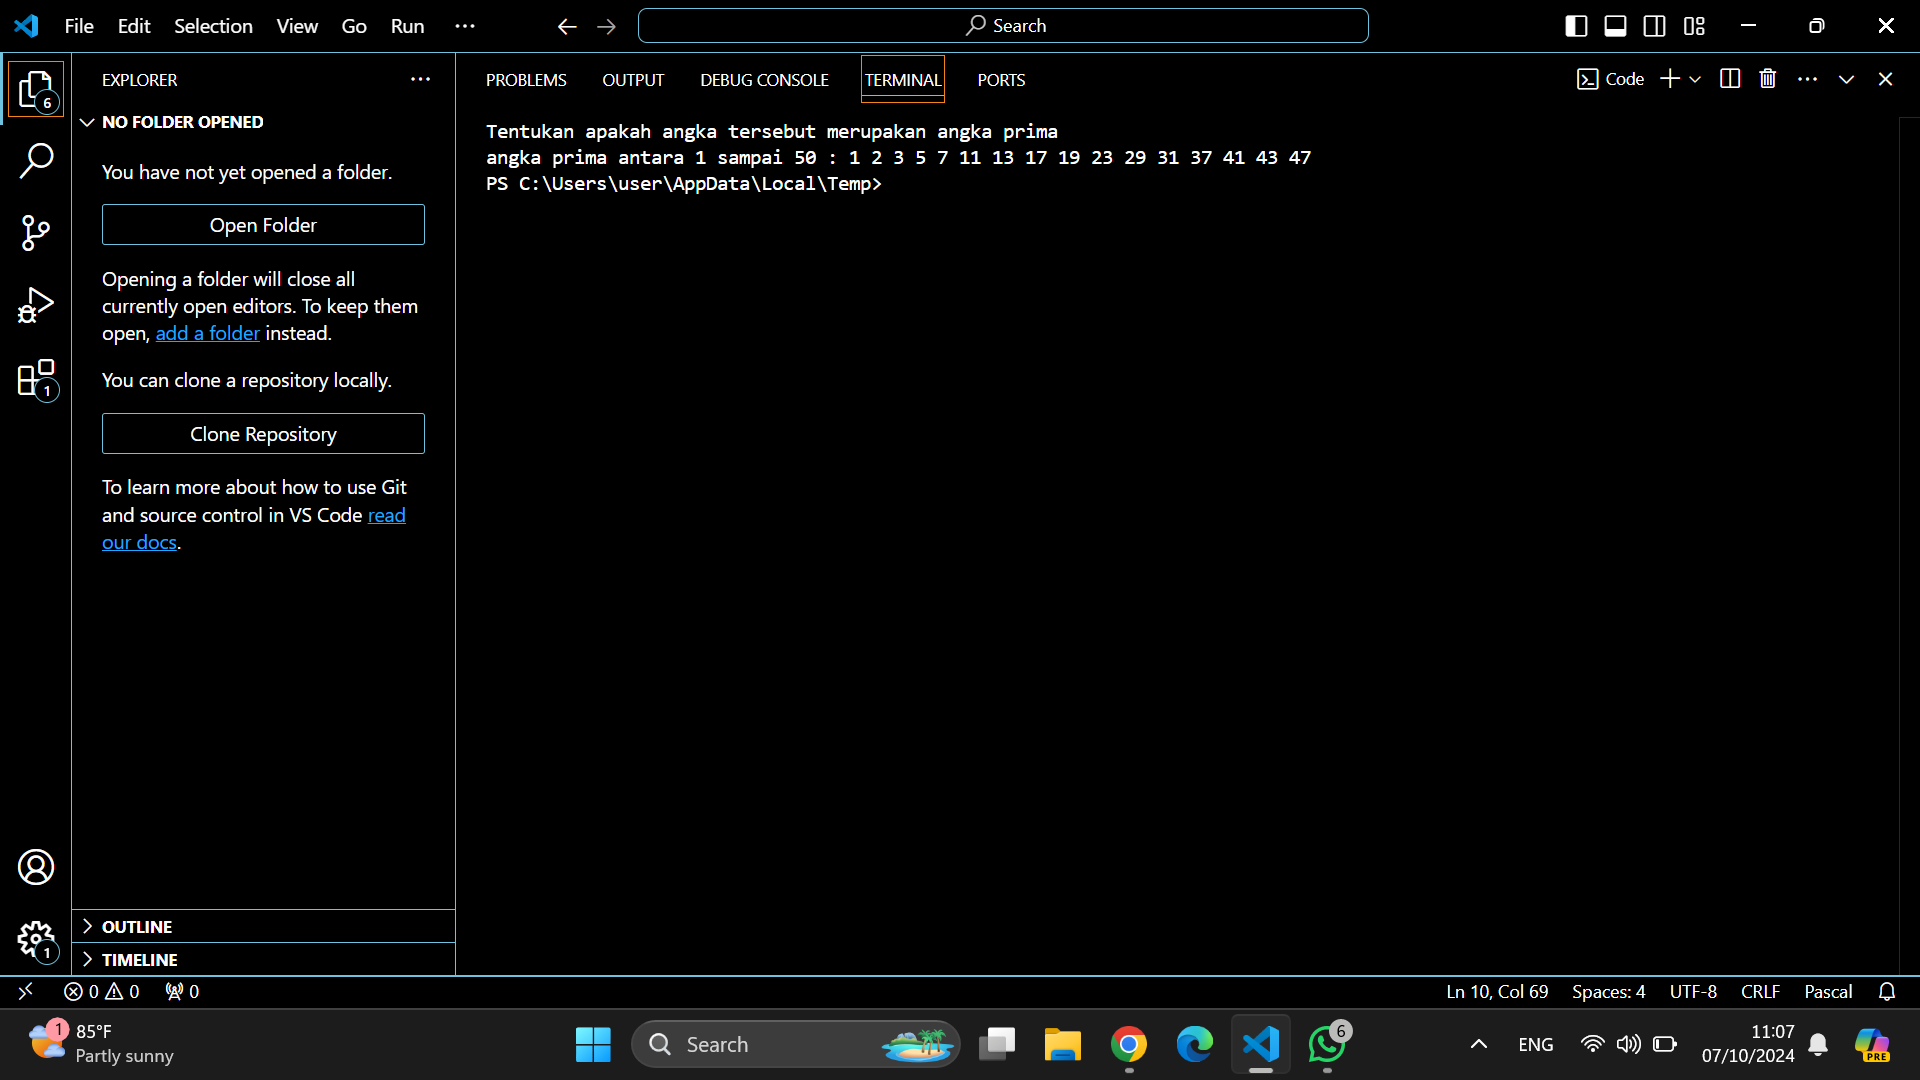 File Edit Selection View Go Run ··· Search
EXPLORER ···
6
NO FOLDER OPENED
You have not yet opened a folder.
Open Folder
Opening a folder will close all
currently open editors. To keep them
open, add a folder instead.
You can clone a repository locally.
1
Clone Repository
To learn more about how to use Git
and source control in VS Code read
our docs.
PROBLEMS OUTPUT DEBUG CONSOLE TERMINAL PORTS Code
Tentukan apakah angka tersebut merupakan angka prima
angka prima antara 1 sampai 50 : 1 2 3 5 7 11 13 17 19 23 29 31 37 41 43 47
PS C:\Users\user\AppData\Local\Temp>
OUTLINE
1
TIMELINE
0 0 0 Ln 10, Col 69 Spaces: 4 UTF-8 CRLF Pascal
1 85°F
Partly sunny
Search
6
ENG
11:07
07/10/2024
PRE